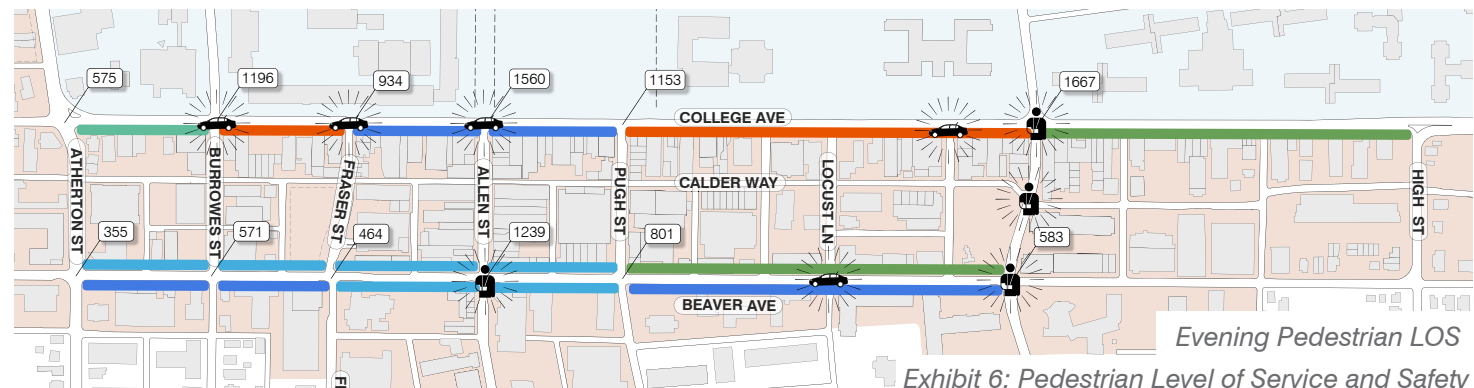 575
1196
934
1560
1153
1667
COLLEGE AVE
ATHERTON ST
BURROWES ST
FRASER ST
ALLEN ST
PUGH ST
CALDER WAY
LOCUST LN
HIGH ST
355
571
464
1239
801
583
BEAVER AVE
Evening Pedestrian LOS
Exhibit 6: Pedestrian Level of Service and Safety